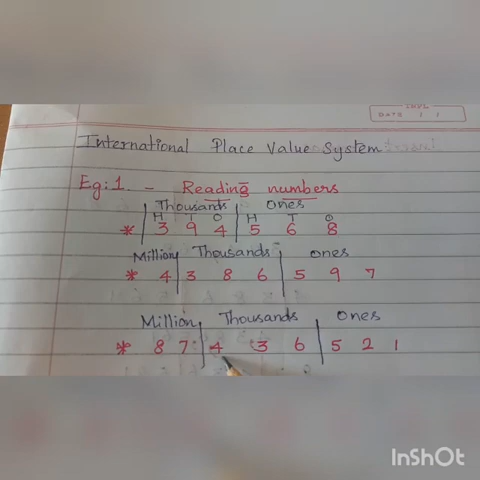 DATE / /
International Place Value System
Eg: 1. - Reading numbers
Thousands Ones
H T O H T O
* 3 9 4 5 6 8
Million Thousands Ones
* 4 3 8 6 5 9 7
Million Thousands Ones
* 8 7 4 3 6 5 2 1
InShOt